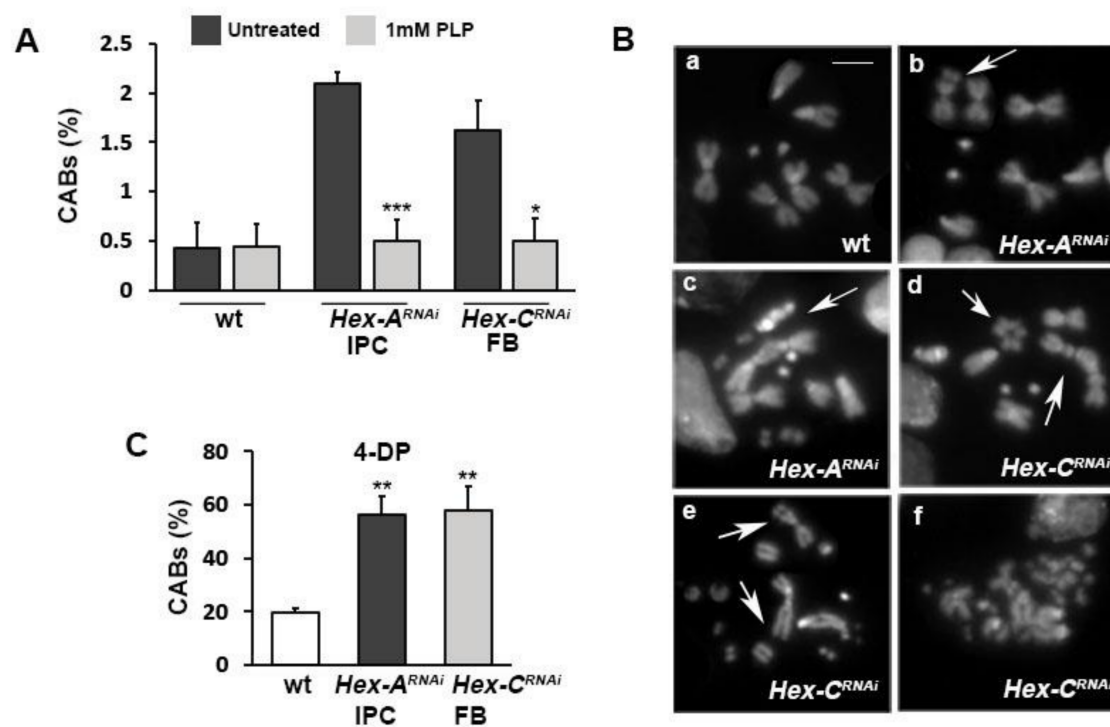 A
Untreated 1mM PLP
CABs (%)
2.5
2
1.5
1
0.5
0
***
*
wt Hex-A^RNAi Hex-C^RNAi
IPC FB
B
a
wt
b
Hex-A^RNAi
c
Hex-A^RNAi
d
Hex-C^RNAi
e
Hex-C^RNAi
f
Hex-C^RNAi
C
4-DP
CABs (%)
80
60
40
20
0
**
**
wt Hex-A^RNAi Hex-C^RNAi
IPC FB